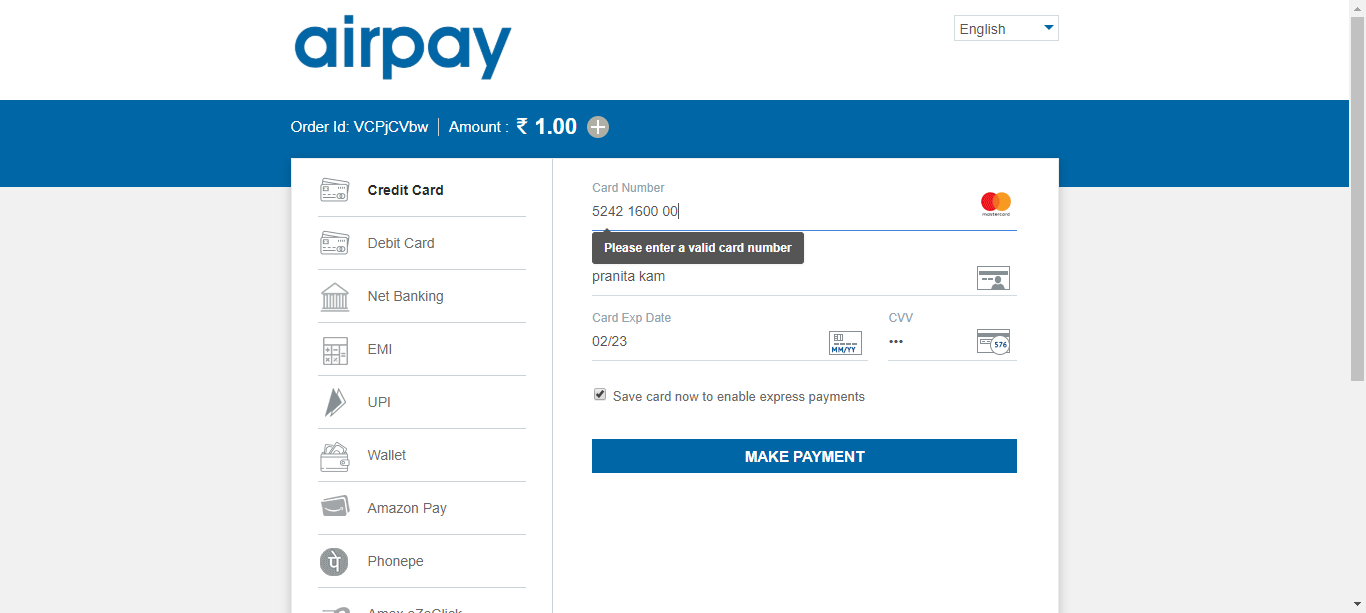 airpay
English
Order Id: VCPjCVbw | Amount : ₹ 1.00
Credit Card
Debit Card
Net Banking
EMI
UPI
Wallet
Amazon Pay
Phonepe
Card Number
5242 1600 00
mastercard
Please enter a valid card number
pranita kam
Card Exp Date
02/23
MM/YY
CVV
•••
576
Save card now to enable express payments
MAKE PAYMENT